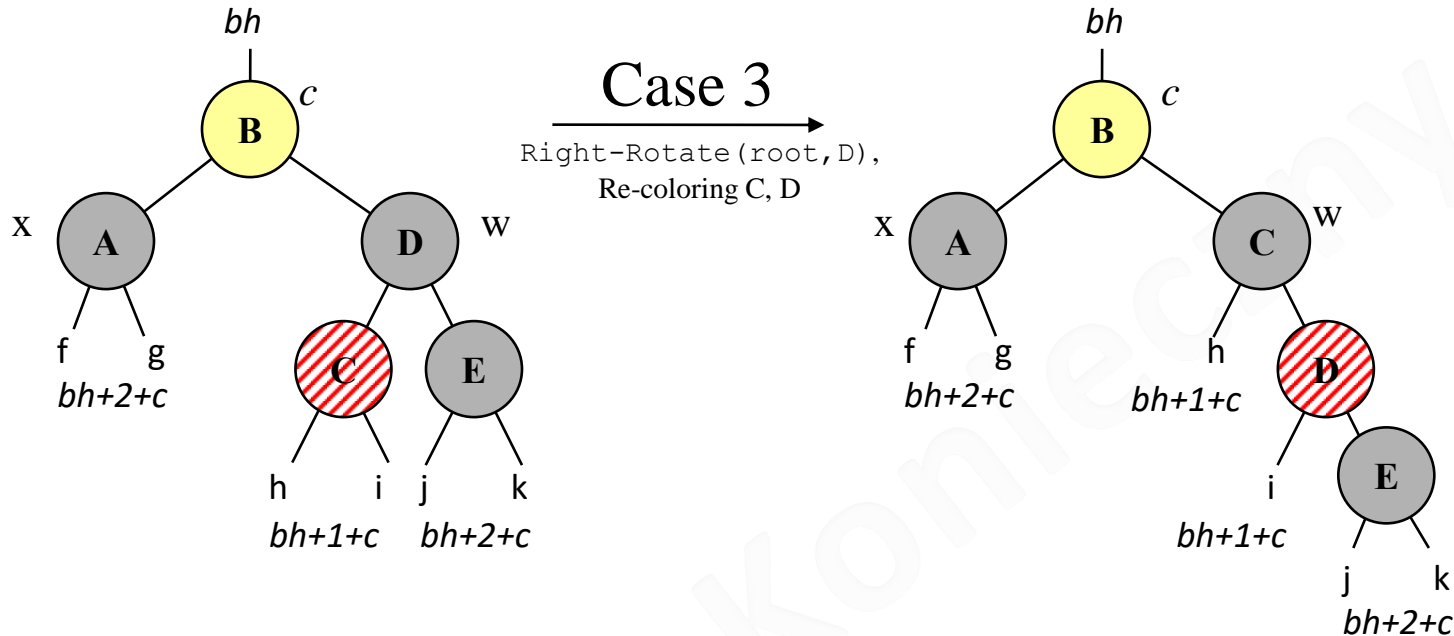 bh
B
c
x
A
D
w
f
g
bh+2+c
C
E
h
i
j
k
bh+1+c
bh+2+c
Case 3
Right-Rotate(root,D),
Re-coloring C, D
bh
B
c
x
A
C
w
f
g
bh+2+c
h
bh+1+c
D
i
bh+1+c
E
j
k
bh+2+c
Konieczny